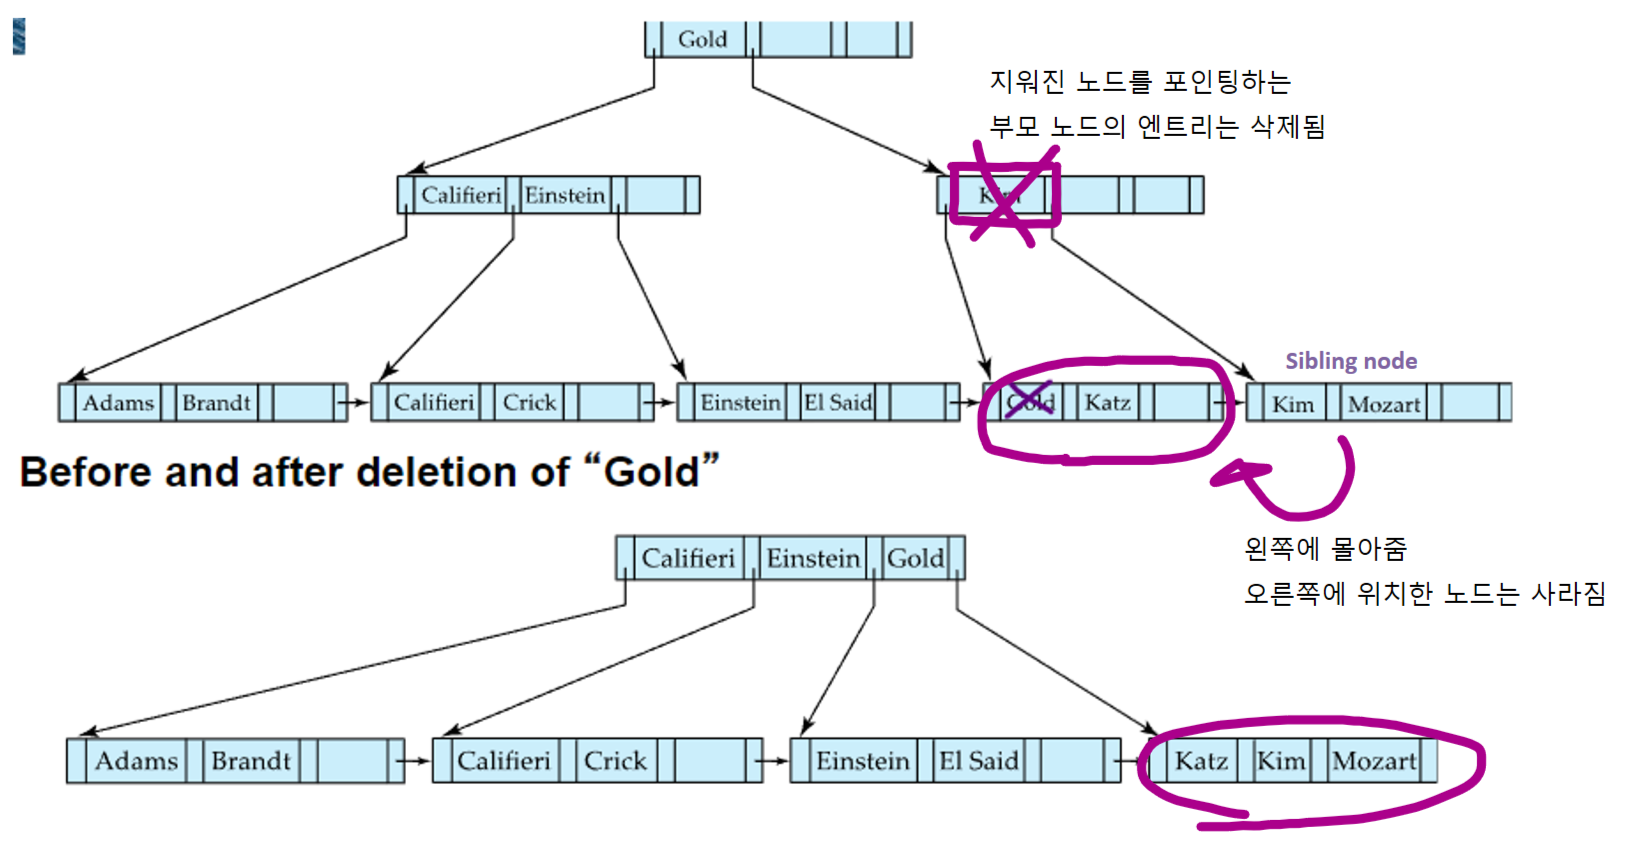 Gold
지워진 노드를 포인팅하는
부모 노드의 엔트리는 삭제됨
Califieri Einstein Kim
Sibling node
Adams Brandt Califieri Crick Einstein El Said Gold Katz Kim Mozart
Before and after deletion of “Gold”
왼쪽에 몰아줌
오른쪽에 위치한 노드는 사라짐
Califieri Einstein Gold
Adams Brandt Califieri Crick Einstein El Said Katz Kim Mozart